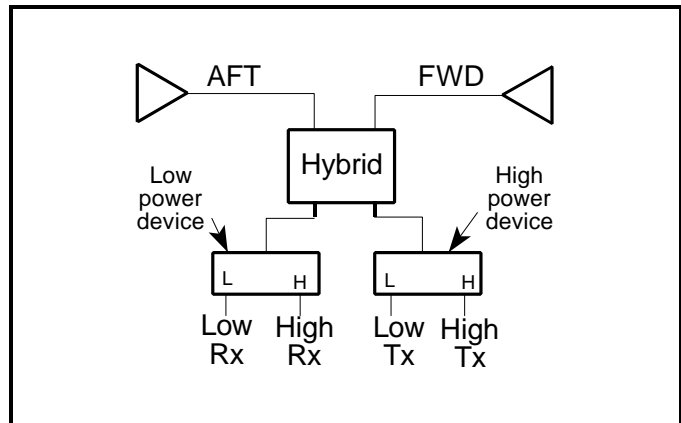 AFT
FWD
Hybrid
Low
power
device
High
power
device
L
H
L
H
Low
Rx
High
Rx
Low
Tx
High
Tx